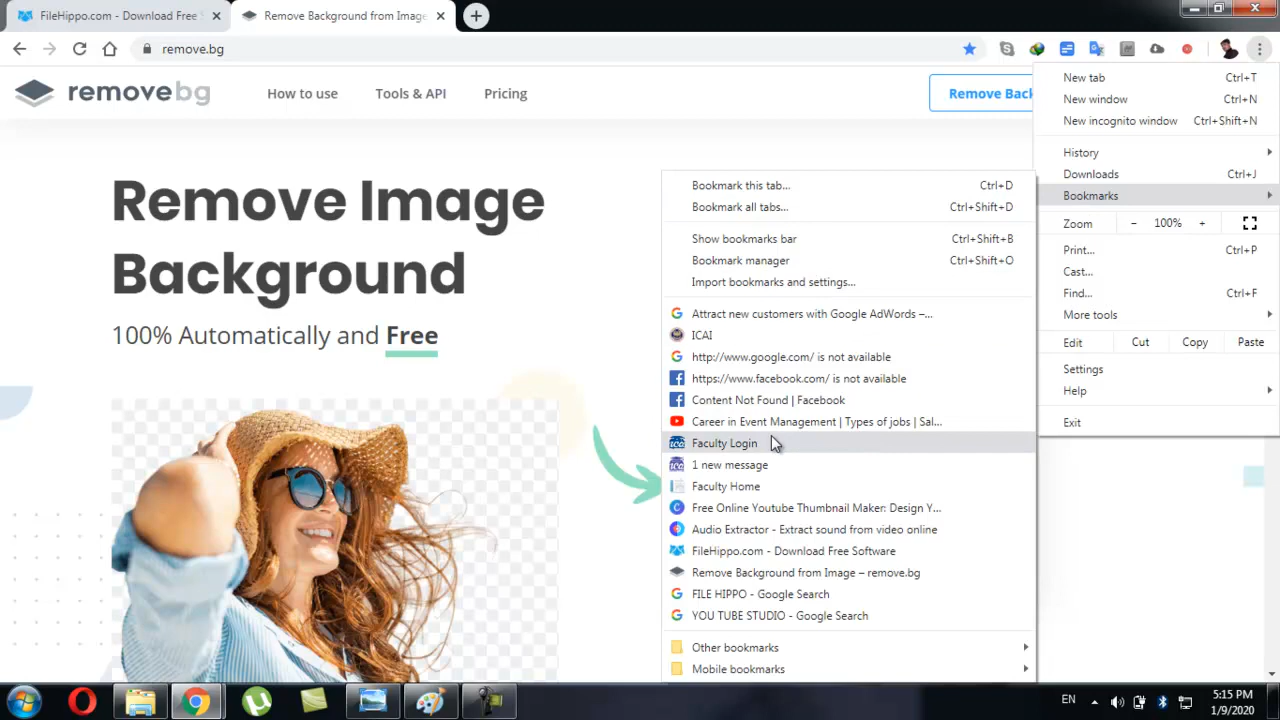 FileHippo.com - Download Free S
Remove Background from Image
remove.bg
removebg
How to use
Tools & API
Pricing
Remove Bac
Remove Image
Background
100% Automatically and Free
New tab Ctrl+T
New window Ctrl+N
New incognito window Ctrl+Shift+N
History
Downloads Ctrl+J
Bookmarks
Zoom − 100% +
Print... Ctrl+P
Cast...
Find... Ctrl+F
More tools
Edit Cut Copy Paste
Settings
Help
Exit
Bookmark this tab... Ctrl+D
Bookmark all tabs... Ctrl+Shift+D
Show bookmarks bar Ctrl+Shift+B
Bookmark manager Ctrl+Shift+O
Import bookmarks and settings...
Attract new customers with Google AdWords –...
ICAI
http://www.google.com/ is not available
https://www.facebook.com/ is not available
Content Not Found | Facebook
Career in Event Management | Types of jobs | Sal...
Faculty Login
1 new message
Faculty Home
Free Online Youtube Thumbnail Maker: Design Y...
Audio Extractor - Extract sound from video online
FileHippo.com - Download Free Software
Remove Background from Image – remove.bg
FILE HIPPO - Google Search
YOU TUBE STUDIO - Google Search
Other bookmarks
Mobile bookmarks
EN
5:15 PM
1/9/2020